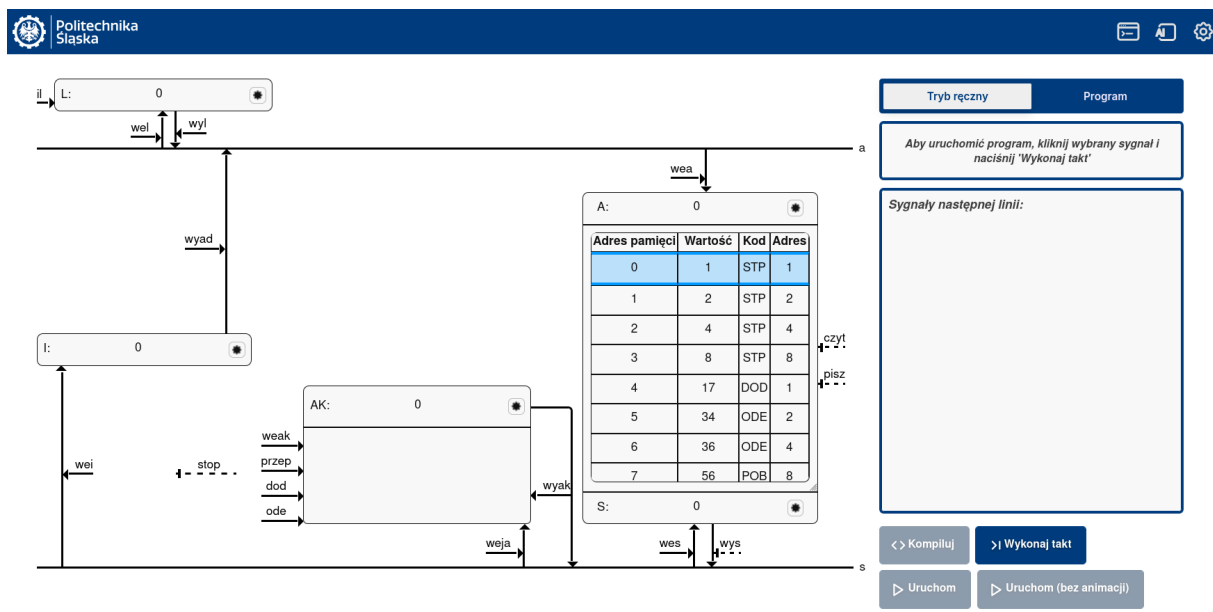 Politechnika
Śląska
il
L: 0
wel
wyl
a
wea
A: 0
Adres pamięci Wartość Kod Adres
0 1 STP 1
1 2 STP 2
2 4 STP 4
3 8 STP 8
4 17 DOD 1
5 34 ODE 2
6 36 ODE 4
7 56 POB 8
czyt
pisz
S: 0
wyad
I: 0
wei
stop
AK: 0
weak
przep
dod
ode
wyak
weja
wes
wys
s
Tryb ręczny Program
Aby uruchomić program, kliknij wybrany sygnał i
naciśnij 'Wykonaj takt'
Sygnały następnej linii:
Kompiluj Wykonaj takt
Uruchom Uruchom (bez animacji)